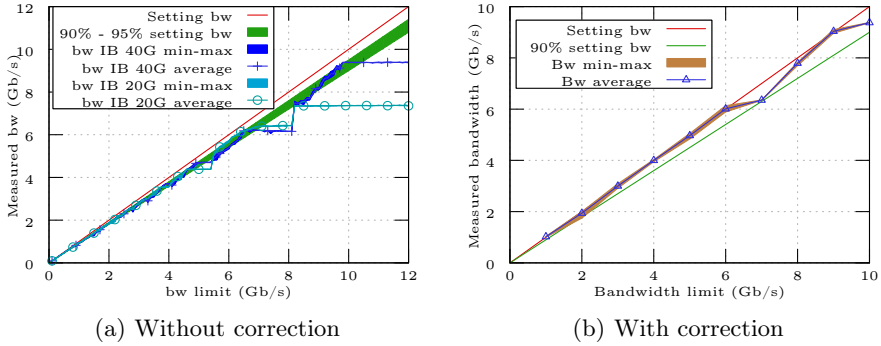 Setting bw
90% - 95% setting bw
bw IB 40G min-max
bw IB 40G average
bw IB 20G min-max
bw IB 20G average
Measured bw (Gb/s)
12
10
8
6
4
2
0
0 2 4 6 8 10 12
bw limit (Gb/s)
(a) Without correction
Setting bw
90% setting bw
Bw min-max
Bw average
Measured bandwidth (Gb/s)
10
8
6
4
2
0
0 2 4 6 8 10
Bandwidth limit (Gb/s)
(b) With correction